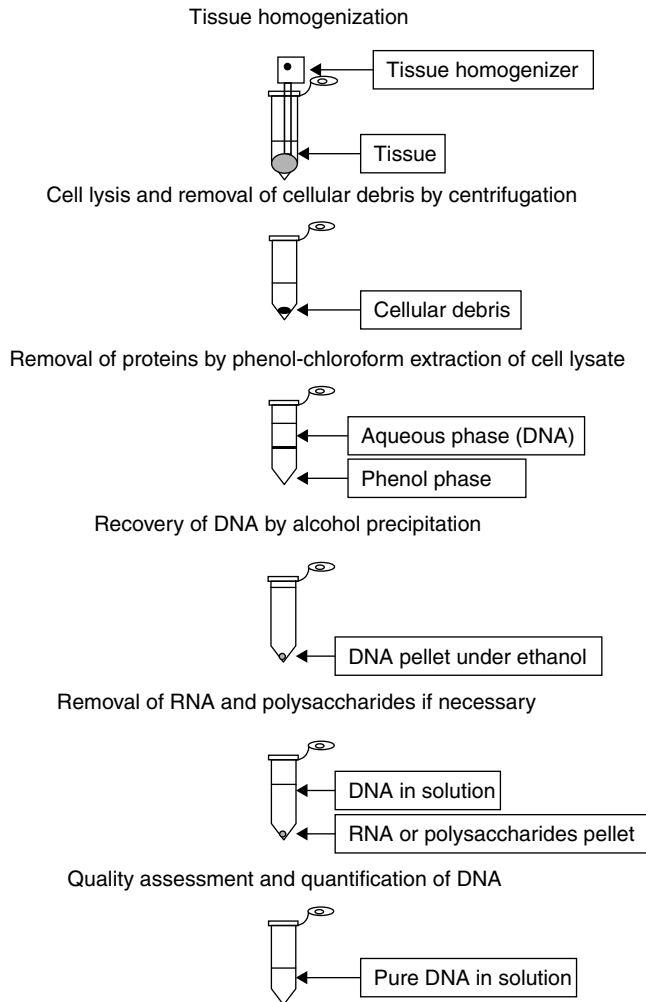 Tissue homogenization
Tissue homogenizer
Tissue
Cell lysis and removal of cellular debris by centrifugation
Cellular debris
Removal of proteins by phenol-chloroform extraction of cell lysate
Aqueous phase (DNA)
Phenol phase
Recovery of DNA by alcohol precipitation
DNA pellet under ethanol
Removal of RNA and polysaccharides if necessary
DNA in solution
RNA or polysaccharides pellet
Quality assessment and quantification of DNA
Pure DNA in solution